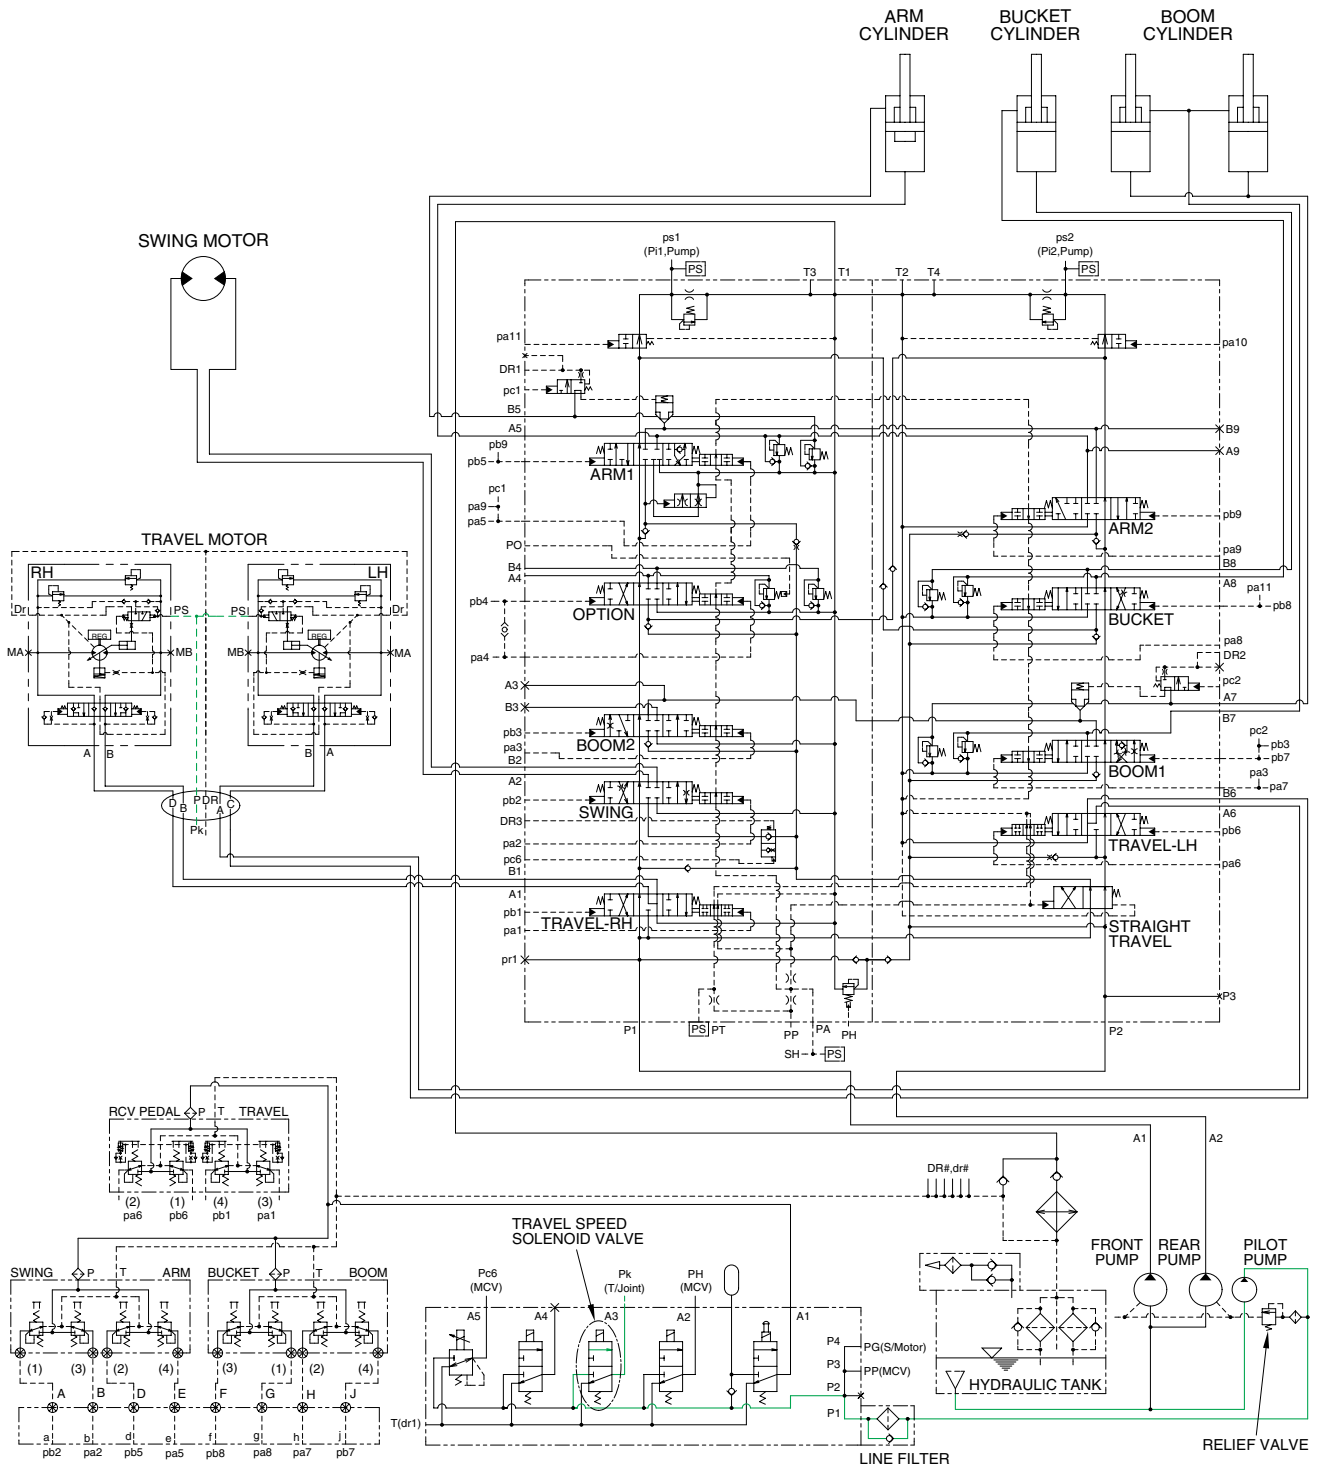 ARM
CYLINDER
BUCKET
CYLINDER
BOOM
CYLINDER
SWING MOTOR
ps1
(Pi1,Pump)
PS
ps2
(Pi2,Pump)
PS
T3
T1
T2
T4
pa11
pa10
DR1
pc1
B5
A5
B9
A9
pb9
pb5
ARM1
pc1
pa9
pa5
PO
ARM2
pb9
pa9
B4
A4
pb4
OPTION
pa4
B8
A8
pa11
pb8
BUCKET
pa8
DR2
pc2
A7
B7
A3
B3
pb3
BOOM2
pa3
B2
BOOM1
pc2
pb3
pb7
pa3
pa7
A2
pb2
SWING
DR3
pa2
pc6
B1
B6
A6
pb6
TRAVEL-LH
pa6
A1
pb1
TRAVEL-RH
pa1
pr1
STRAIGHT
TRAVEL
P3
P1
PS
PT
PP
PA
PH
P2
SH
PS
TRAVEL MOTOR
RH
LH
Dr
PS
PS
Dr
REG
REG
MA
MB
MB
MA
A
B
B
A
D
B
P
DR
A
C
Pk
RCV PEDAL
P
T
TRAVEL
(2)
(1)
(4)
(3)
pa6
pb6
pb1
pa1
SWING
P
T
ARM
BUCKET
P
T
BOOM
(1)
(3)
(2)
(4)
(3)
(1)
(2)
(4)
A
B
D
E
F
G
H
J
a
b
d
e
f
g
h
j
pb2
pa2
pb5
pa5
pb8
pa8
pa7
pb7
TRAVEL SPEED
SOLENOID VALVE
Pc6
(MCV)
Pk
(T/Joint)
PH
(MCV)
A5
A4
A3
A2
A1
P4
PG(S/Motor)
P3
PP(MCV)
P2
P1
T(dr1)
LINE FILTER
DR#,dr#
A1
A2
FRONT
PUMP
REAR
PUMP
PILOT
PUMP
HYDRAULIC TANK
RELIEF VALVE